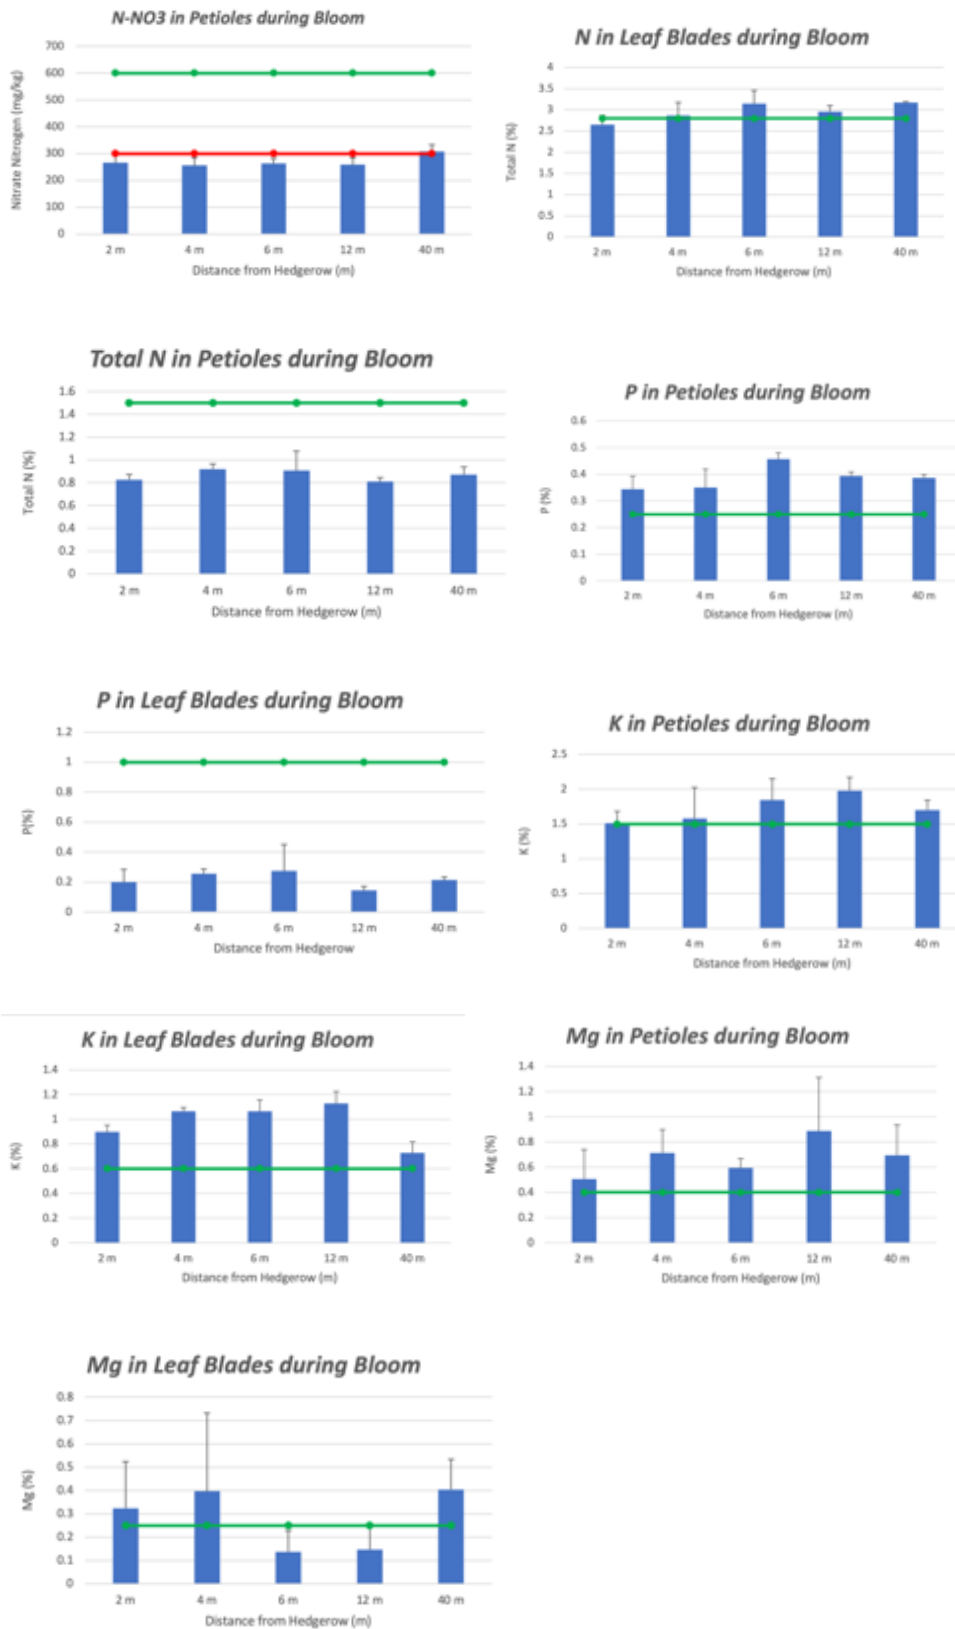 N-NO3 in Petioles during Bloom
Nitrate Nitrogen (mg/kg)
700
600
500
400
300
200
100
0
2 m 4 m 6 m 12 m 40 m
Distance from Hedgerow (m)
N in Leaf Blades during Bloom
Total N (%)
4
3.5
3
2.5
2
1.5
1
0.5
0
2 m 4 m 6 m 12 m 40 m
Distance from Hedgerow (m)
Total N in Petioles during Bloom
Total N (%)
1.6
1.4
1.2
1
0.8
0.6
0.4
0.2
0
2 m 4 m 6 m 12 m 40 m
Distance from Hedgerow (m)
P in Petioles during Bloom
P (%)
0.6
0.5
0.4
0.3
0.2
0.1
0
2 m 4 m 6 m 12 m 40 m
Distance from Hedgerow (m)
P in Leaf Blades during Bloom
P(%)
1.2
1
0.8
0.6
0.4
0.2
0
2 m 4 m 6 m 12 m 40 m
Distance from Hedgerow
K in Petioles during Bloom
K (%)
2.5
2
1.5
1
0.5
0
2 m 4 m 6 m 12 m 40 m
Distance from Hedgerow (m)
K in Leaf Blades during Bloom
K (%)
1.4
1.2
1
0.8
0.6
0.4
0.2
0
2 m 4 m 6 m 12 m 40 m
Distance from Hedgerow (m)
Mg in Petioles during Bloom
Mg (%)
1.4
1.2
1
0.8
0.6
0.4
0.2
0
2 m 4 m 6 m 12 m 40 m
Distance from Hedgerow (m)
Mg in Leaf Blades during Bloom
Mg (%)
0.8
0.7
0.6
0.5
0.4
0.3
0.2
0.1
0
2 m 4 m 6 m 12 m 40 m
Distance from Hedgerow (m)